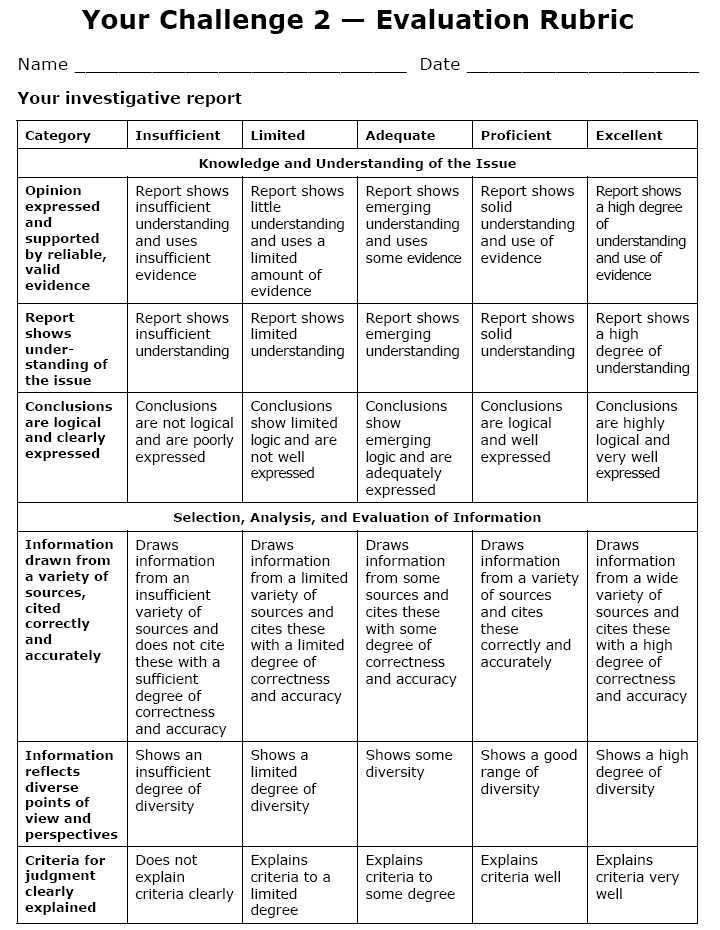 Your Challenge 2 — Evaluation Rubric
Name ____________________________________ Date _________________________
Your investigative report
Category Insufficient Limited Adequate Proficient Excellent
Knowledge and Understanding of the Issue
Opinion
expressed
and
supported
by reliable,
valid
evidence
Report shows
insufficient
understanding
and uses
insufficient
evidence
Report shows
little
understanding
and uses a
limited
amount of
evidence
Report shows
emerging
understanding
and uses
some evidence
Report shows
solid
understanding
and use of
evidence
Report shows
a high degree
of
understanding
and use of
evidence
Report
shows
under-
standing of
the issue
Report shows
insufficient
understanding
Report shows
limited
understanding
Report shows
emerging
understanding
Report shows
solid
understanding
Report shows
a high
degree of
understanding
Conclusions
are logical
and clearly
expressed
Conclusions
are not logical
and are poorly
expressed
Conclusions
show limited
logic and are
not well
expressed
Conclusions
show
emerging
logic and are
adequately
expressed
Conclusions
are logical
and well
expressed
Conclusions
are highly
logical and
very well
expressed
Selection, Analysis, and Evaluation of Information
Information
drawn from
a variety of
sources,
cited
correctly
and
accurately
Draws
information
from an
insufficient
variety of
sources and
does not cite
these with a
sufficient
degree of
correctness
and accuracy
Draws
information
from a limited
variety of
sources and
cites these
with a limited
degree of
correctness
and accuracy
Draws
information
from some
sources and
cites these
with some
degree of
correctness
and accuracy
Draws
information
from a variety
of sources
and cites
these
correctly and
accurately
Draws
information
from a wide
variety of
sources and
cites these
with a high
degree of
correctness
and accuracy
Information
reflects
diverse
points of
view and
perspectives
Shows an
insufficient
degree of
diversity
Shows a
limited
degree of
diversity
Shows some
diversity
Shows a good
range of
diversity
Shows a high
degree of
diversity
Criteria for
judgment
clearly
explained
Does not
explain
criteria clearly
Explains
criteria to a
limited
degree
Explains
criteria to
some degree
Explains
criteria well
Explains
criteria very
well